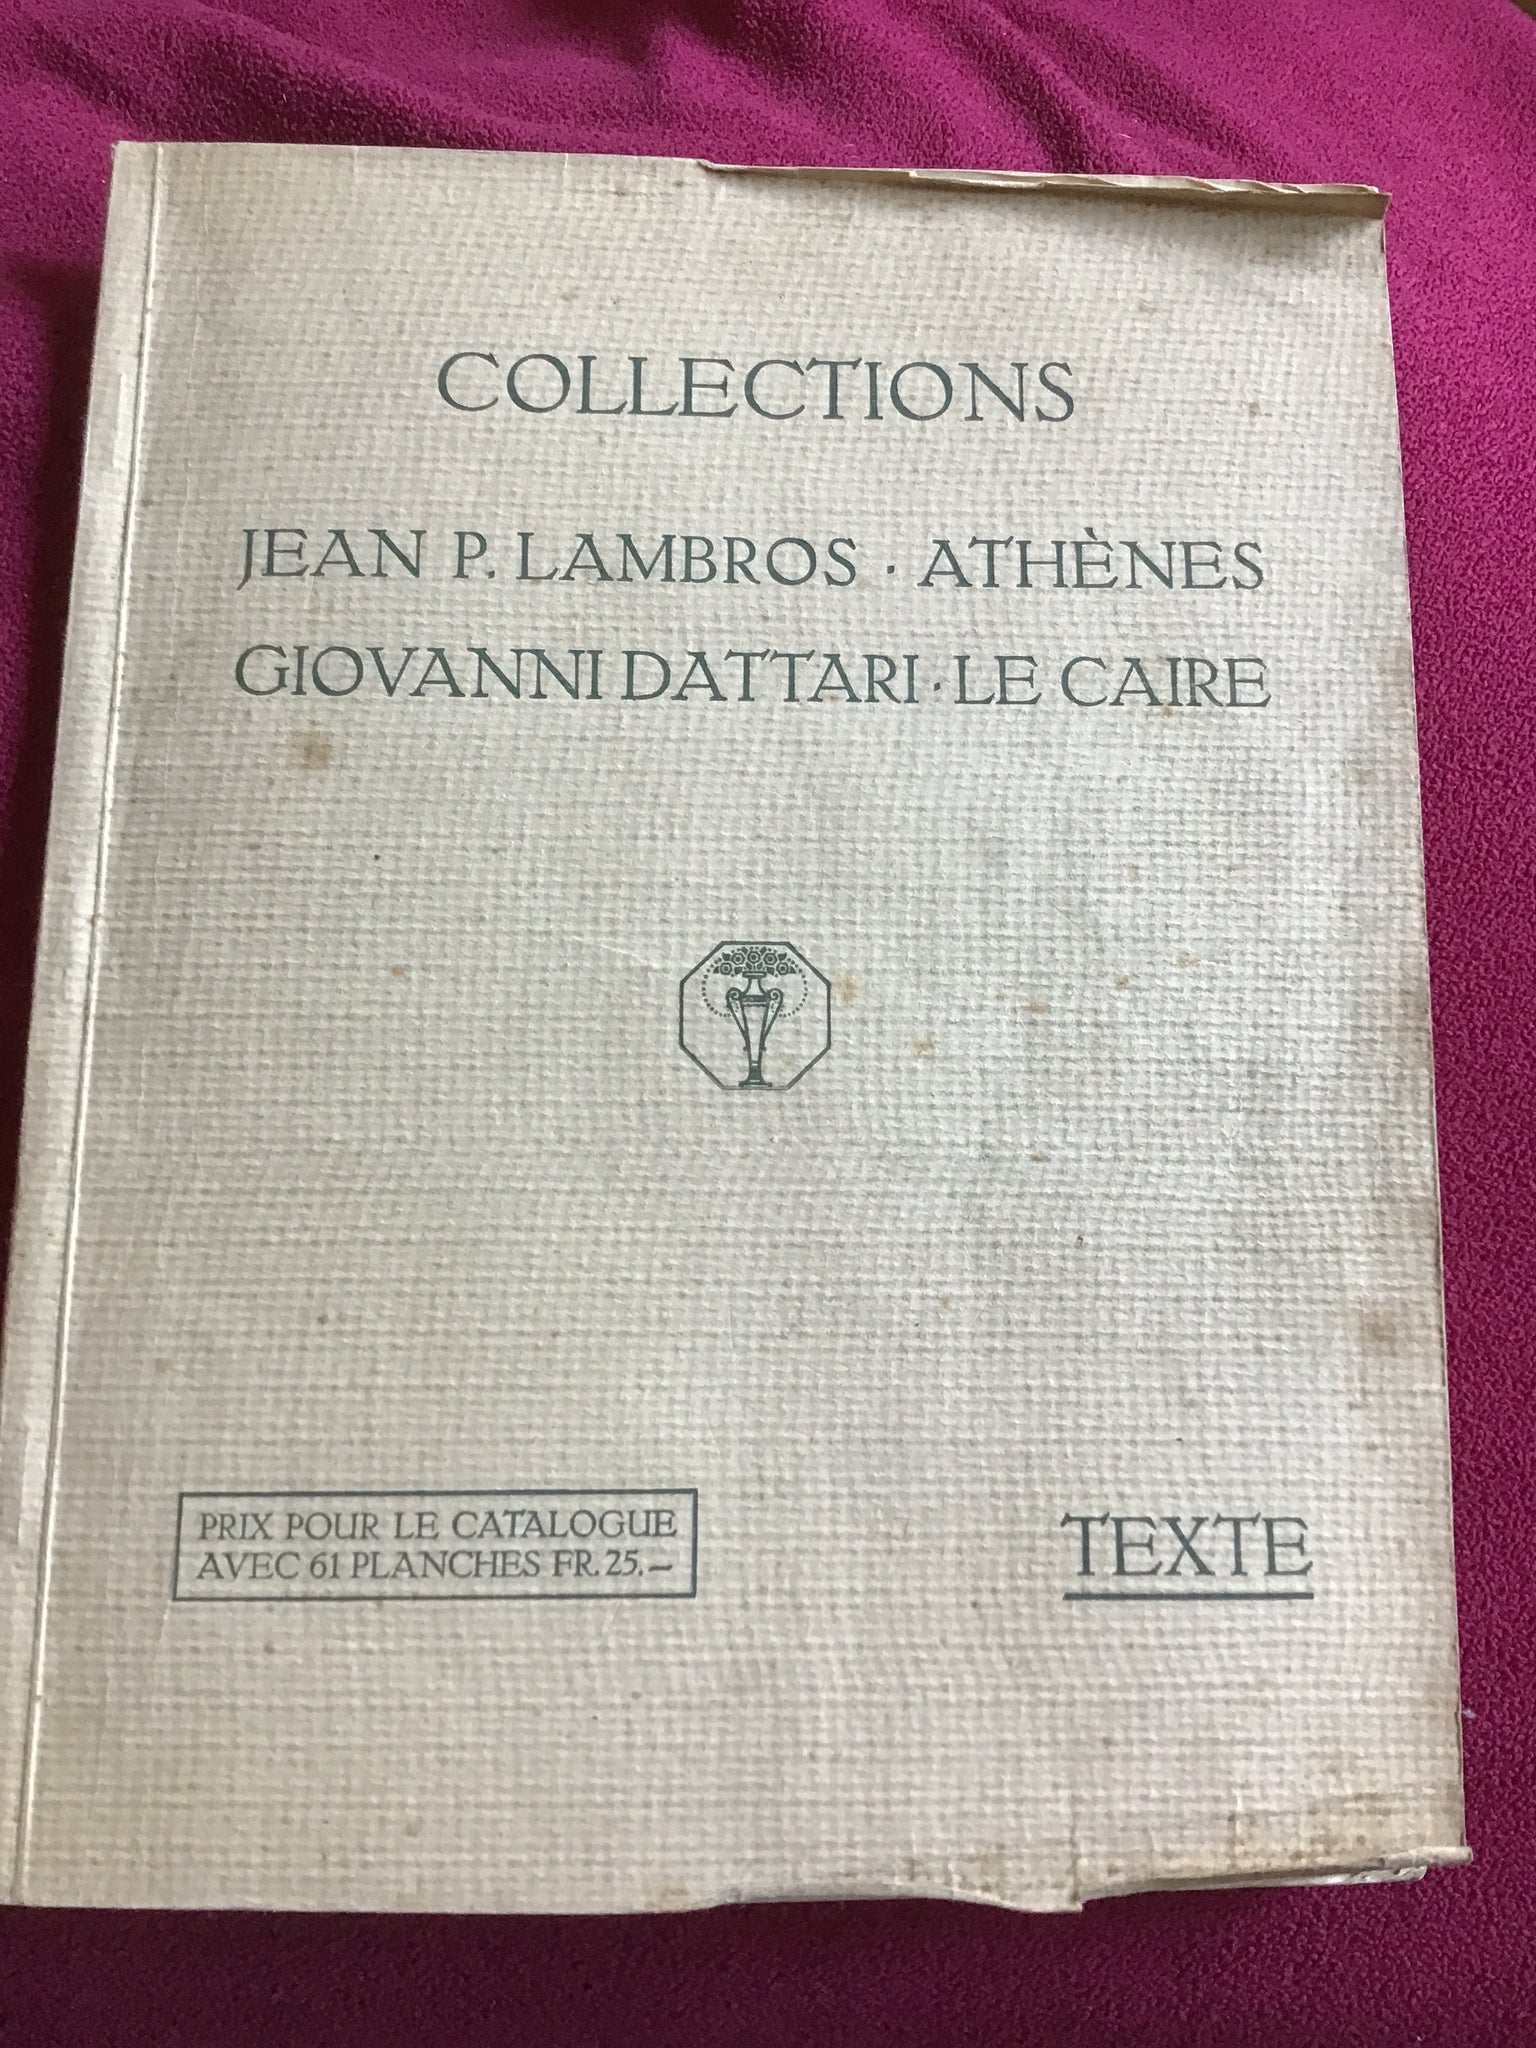 COLLECTIONS
JEAN P. LAMBROS · ATHÈNES
GIOVANNI DATTARI · LE CAIRE
PRIX POUR LE CATALOGUE
AVEC 61 PLANCHES FR. 25.—
TEXTE